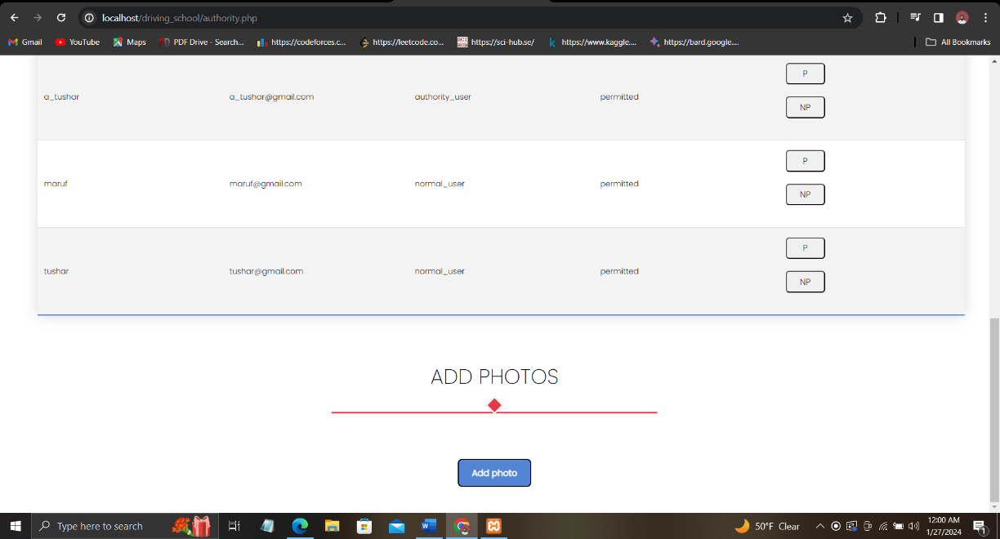 localhost/driving_school/authority.php
Gmail YouTube Maps PDF Drive - Search... https://codeforces.c... https://leetcode.co... SCI HUB https://sci-hub.se/ k https://www.kaggle.... https://bard.google.... All Bookmarks
P
a_tushar a_tushar@gmail.com authority_user permitted
NP
P
maruf maruf@gmail.com normal_user permitted
NP
P
tushar tushar@gmail.com normal_user permitted
NP
ADD PHOTOS
Add photo
Type here to search 50°F Clear 12:00 AM
1/27/2024 1